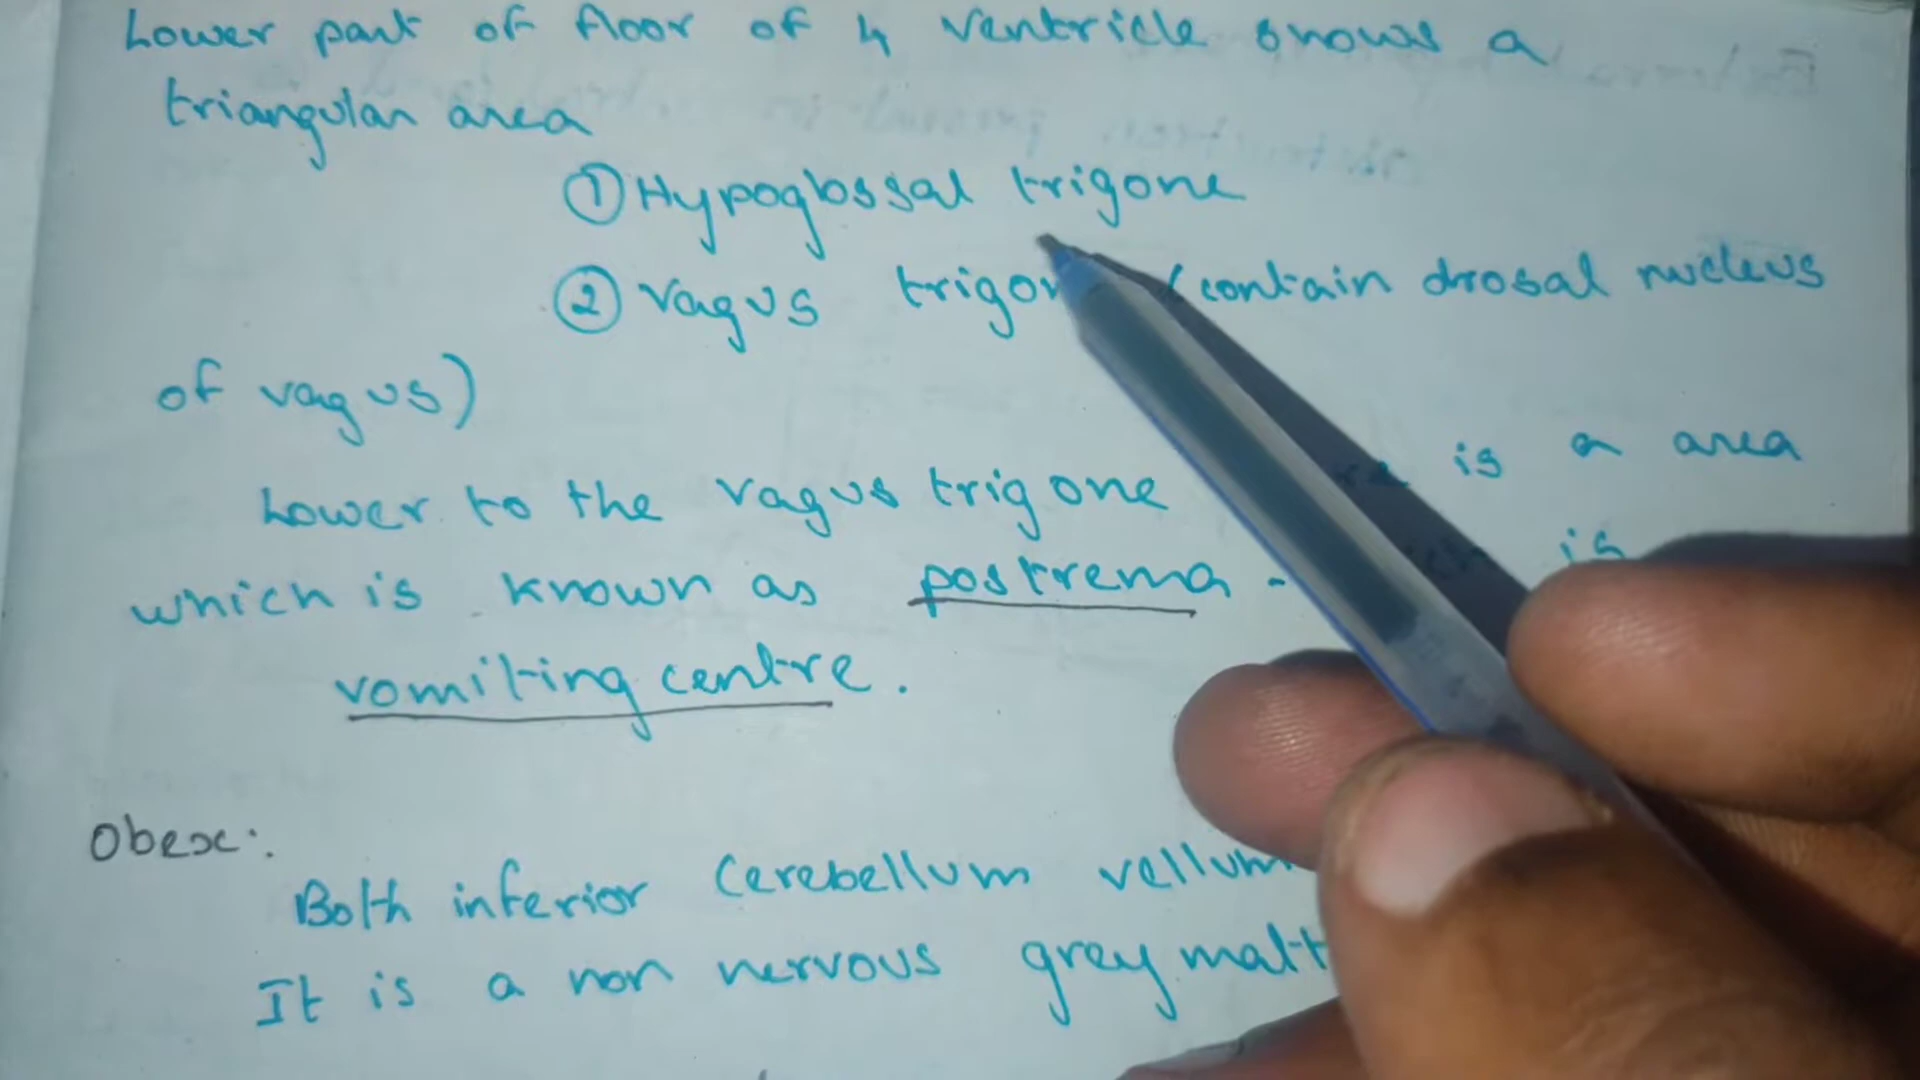 Lower part of floor of 4 ventricle shows a
triangular area
① Hypoglossal trigone
② Vagus (contain drosal nucleus
of vagus)
Lower to the vagus trigone is a area
which is known as postrema - is
vomiting centre.
Obex:
Both inferior cerebellum vellum
It is a non nervous grey